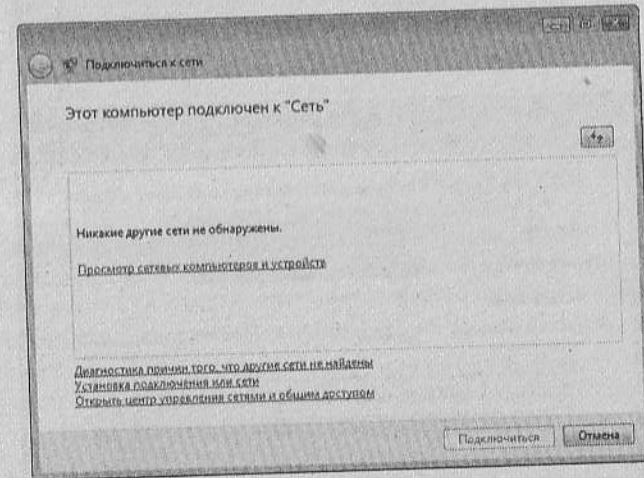 Подключиться к сети
Этот компьютер подключен к "Сеть"
Никакие другие сети не обнаружены.
Просмотр сетевых компьютеров и устройств
Диагностика причин того, что другие сети не найдены
Установка подключения или сети
Открыть центр управления сетями и общим доступом
Подключиться Отмена